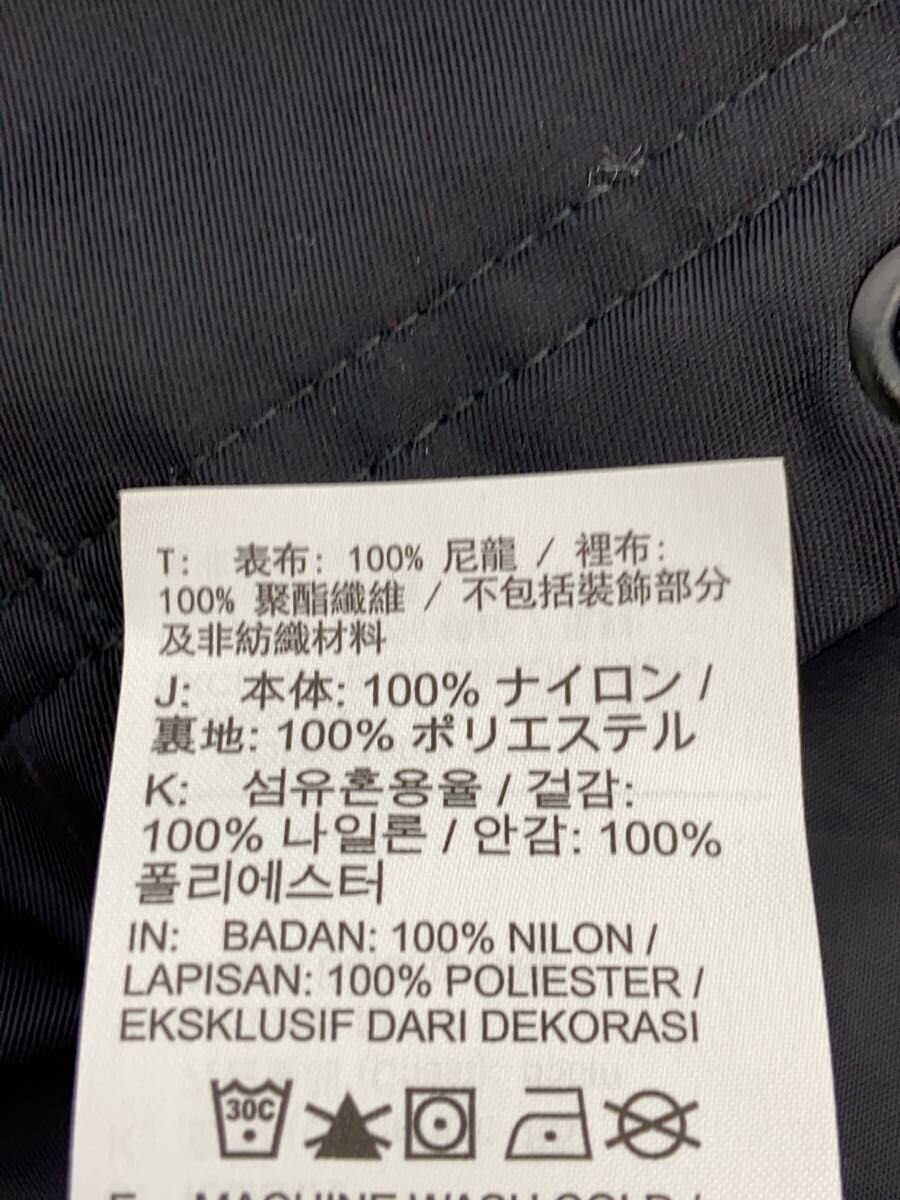 T: 表布: 100% 尼龍 / 裡布:
100% 聚酯纖維 / 不包括裝飾部分
及非紡織材料
J: 本体: 100% ナイロン /
裏地: 100% ポリエステル
K: 섬유혼용율 / 겉감:
100% 나일론 / 안감: 100%
폴리에스터
IN: BADAN: 100% NILON /
LAPISAN: 100% POLIESTER /
EKSKLUSIF DARI DEKORASI
30C
MACHINE WASH COLD /